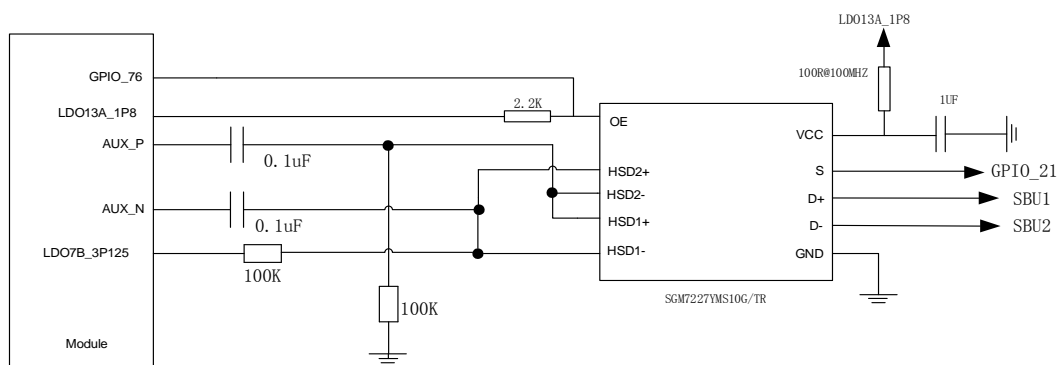 LDO13A_1P8
GPIO_76
100R@100MHZ
LDO13A_1P8
2.2K
1UF
OE
VCC
AUX_P
0.1uF
HSD2+
S
GPIO_21
HSD2-
D+
SBU1
AUX_N
0.1uF
HSD1+
D-
SBU2
LDO7B_3P125
100K
HSD1-
GND
100K
SGM7227YMS10G/TR
Module